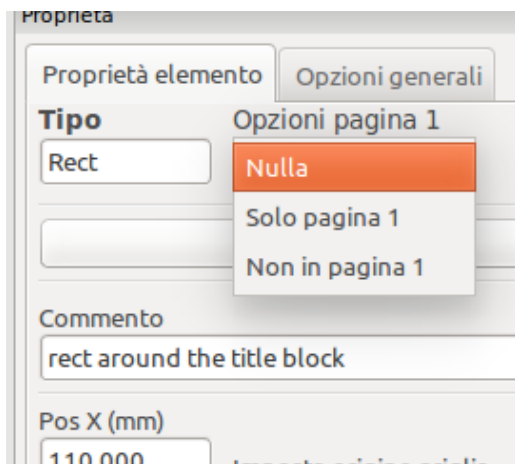 Proprietà
Proprietà elemento Opzioni generali
Tipo Opzioni pagina 1
Rect Nulla
Solo pagina 1
Non in pagina 1
Commento
rect around the title block
Pos X (mm)
110,000